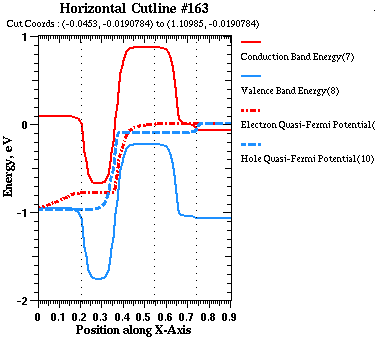 Horizontal Cutline #163
Cut Coords : (-0.0453, -0.0190784) to (1.10985, -0.0190784)
Conduction Band Energy(7)
Valence Band Energy(8)
Electron Quasi-Fermi Potential(
Hole Quasi-Fermi Potential(10)
Energy, eV
1
0
-1
-2
0 0.1 0.2 0.3 0.4 0.5 0.6 0.7 0.8 0.9
Position along X-Axis